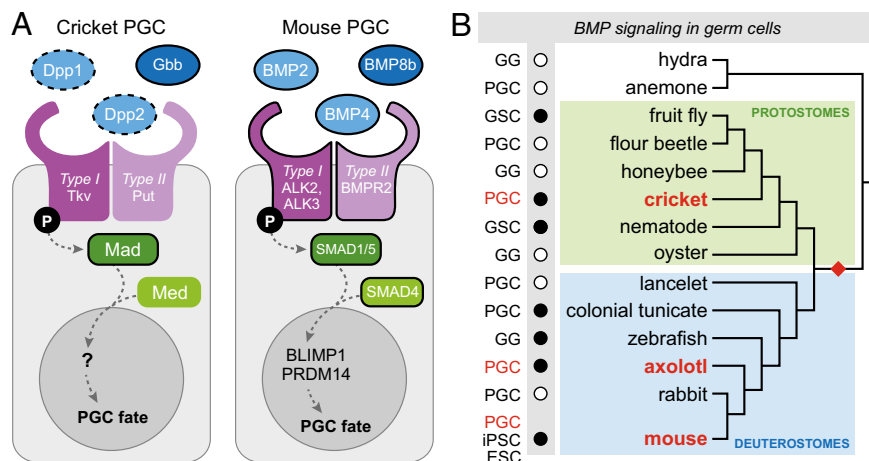 A
Cricket PGC
Mouse PGC
Dpp1
Gbb
Dpp2
Type I
Tkv
Type II
Put
P
Mad
Med
?
PGC fate
BMP2
BMP8b
BMP4
Type I
ALK2,
ALK3
Type II
BMPR2
P
SMAD1/5
SMAD4
BLIMP1
PRDM14
PGC fate
B
BMP signaling in germ cells
GG hydra
PGC anemone
GSC fruit fly PROTOSTOMES
PGC flour beetle
GG honeybee
PGC cricket
GSC nematode
GG oyster
PGC lancelet
PGC colonial tunicate
GG zebrafish
PGC axolotl
PGC rabbit
PGC
iPSC mouse DEUTEROSTOMES
ESC